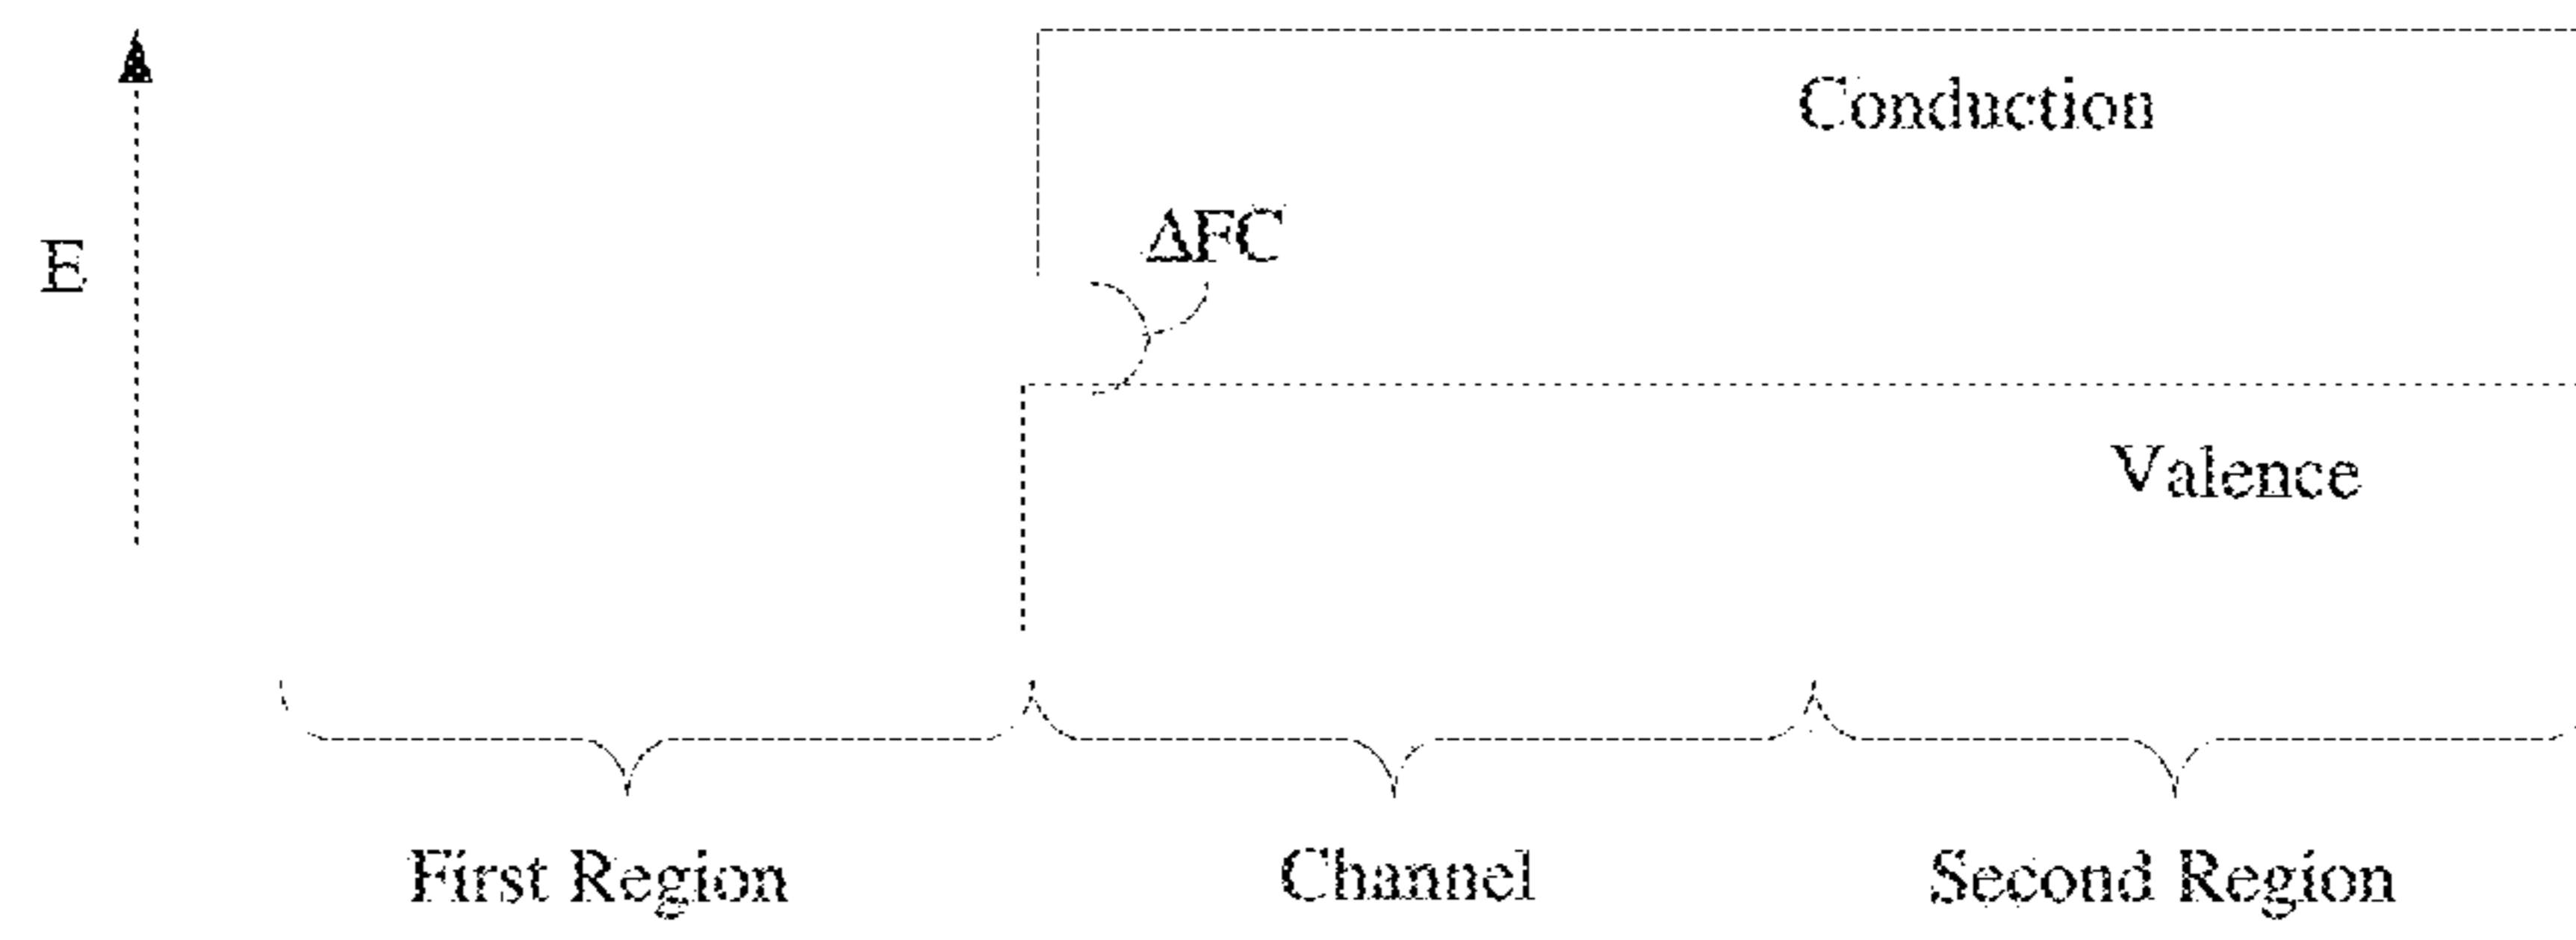 Conduction
ΔFC
E
Valence
First Region
Channel
Second Region